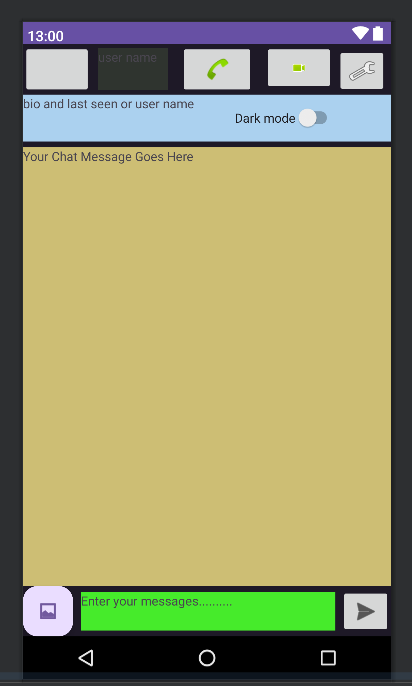 13:00
user name
bio and last seen or user name
Dark mode
Your Chat Message Goes Here
Enter your messages..........